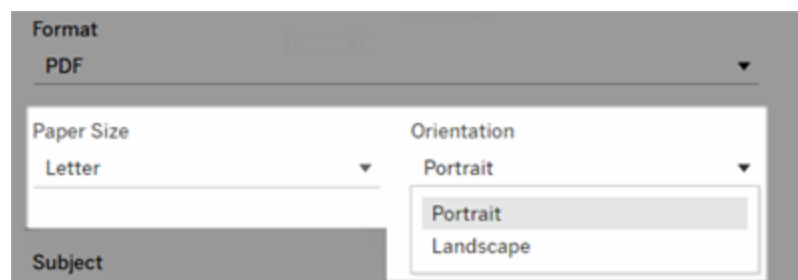 Format
PDF
Paper Size
Letter
Orientation
Portrait
Portrait
Landscape
Subject